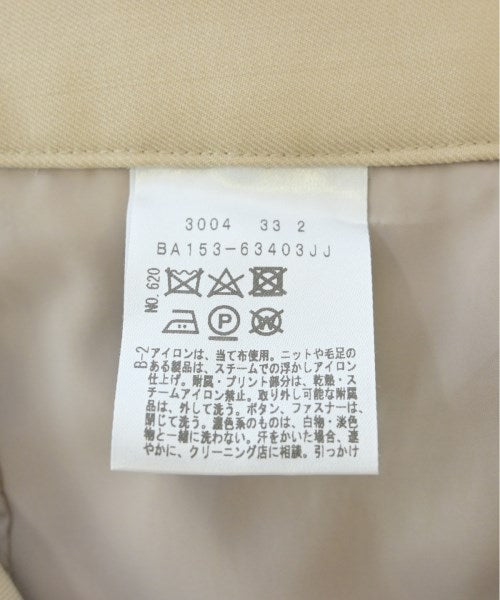 3004 33 2
BA153-63403JJ
NO.620
P
W
B-2
アイロンは、当て布使用。ニットや毛足の
ある製品は、スチームでの浮かしアイロン
仕上げ。附属・プリント部分は、乾熱・ス
チームアイロン禁止。取り外し可能な附属
品は、外して洗う。ボタン、ファスナーは、
閉じて洗う。濃色系のものは、白物・淡色
物と一緒に洗わない。汗をかいた場合、速
やかに、クリーニング店に相談。引っかけ